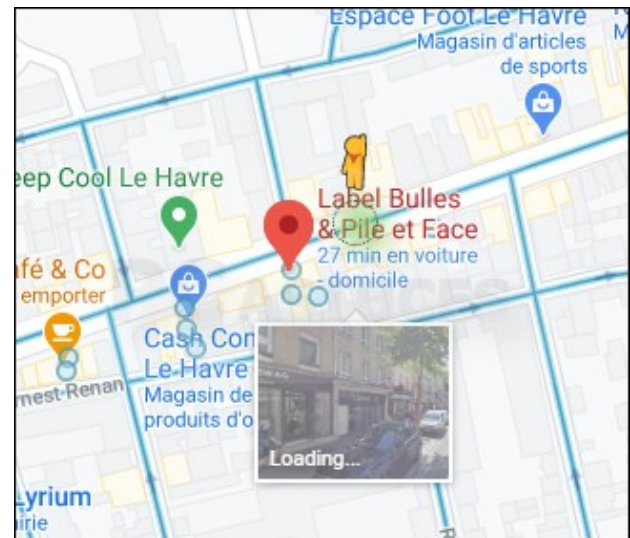 Espace Foot Le Havre
Magasin d'articles
de sports
eep Cool Le Havre
Label Bulles
& Pile et Face
27 min en voiture
- domicile
afé & Co
emporter
Cash Con
Le Havre
Magasin de
produits d'o
rnest-Renan
Loading...
Lyrium
irie